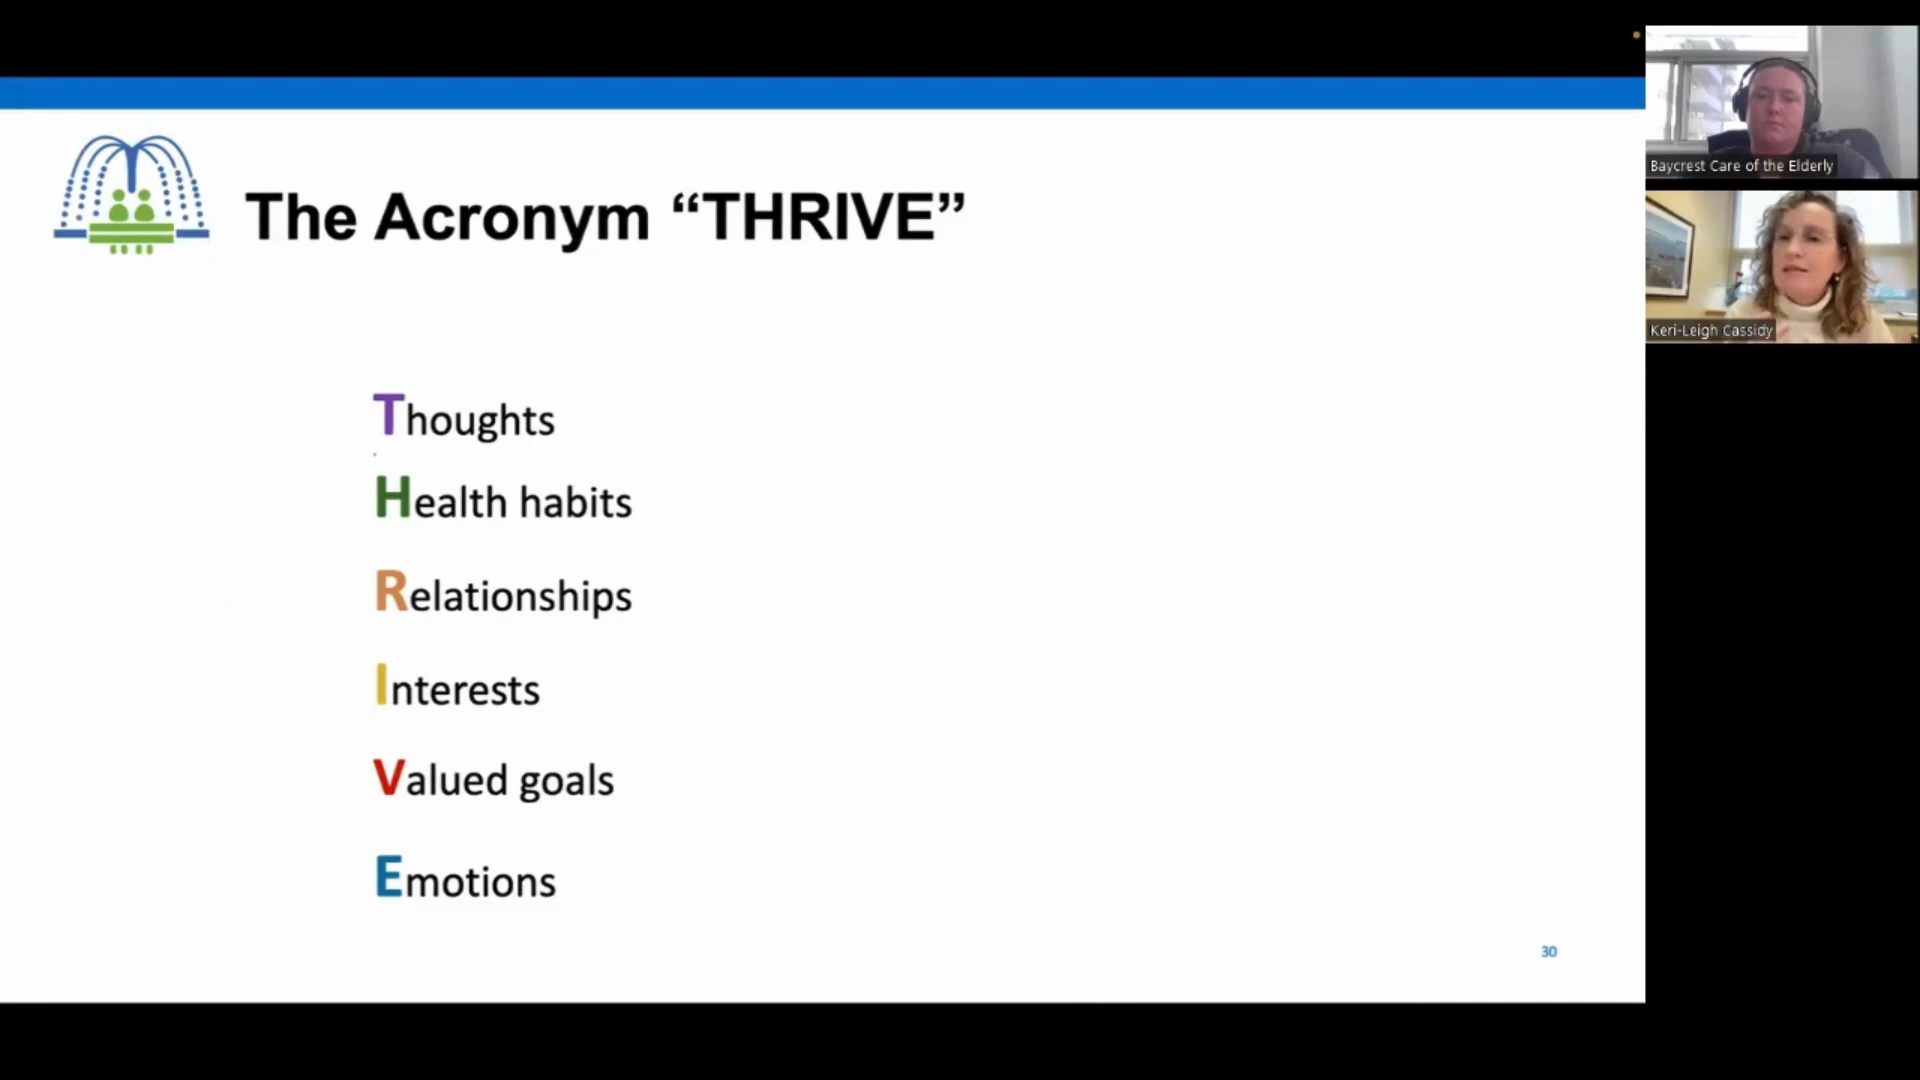 The Acronym “THRIVE”
Thoughts
Health habits
Relationships
Interests
Valued goals
Emotions
30
Baycrest Care of the Elderly
Keri-Leigh Cassidy